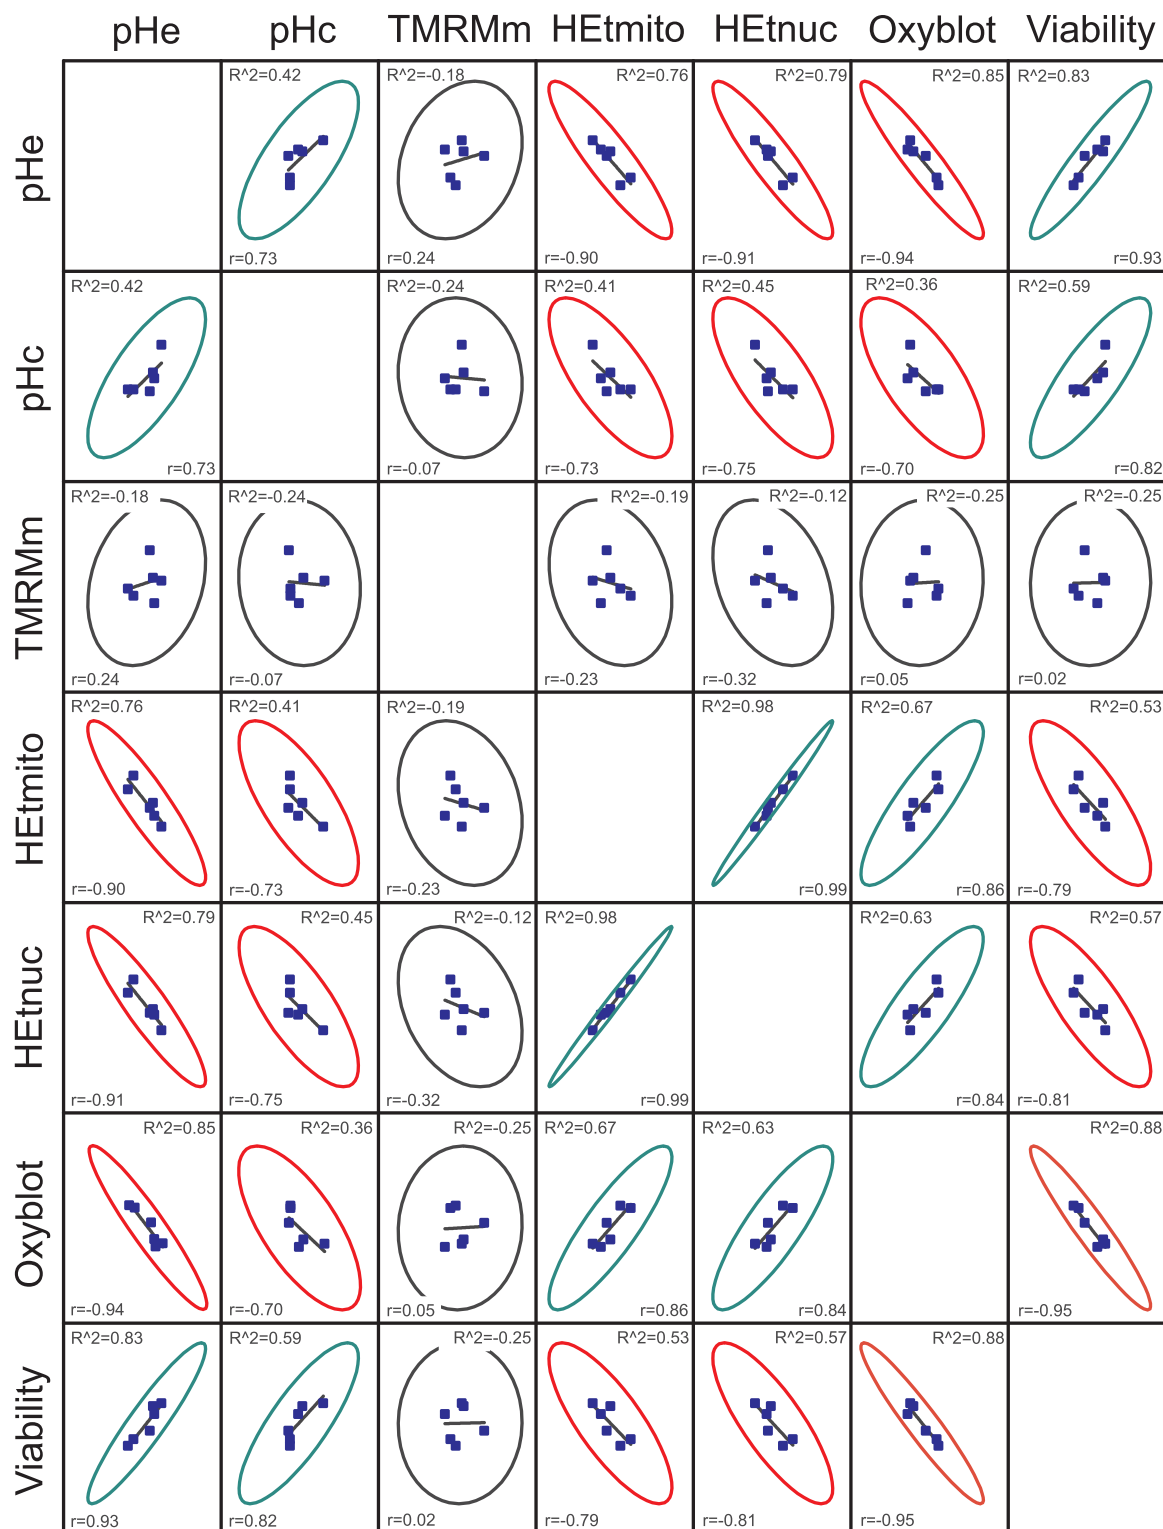 pHe pHc TMRMm HEtmito HEtnuc Oxyblot Viability
pHe
R^2=0.42 R^2=-0.18 R^2=0.76 R^2=0.79 R^2=0.85 R^2=0.83
r=0.73 r=0.24 r=-0.90 r=-0.91 r=-0.94 r=0.93
pHc
R^2=0.42 R^2=-0.24 R^2=0.41 R^2=0.45 R^2=0.36 R^2=0.59
r=0.73 r=-0.07 r=-0.73 r=-0.75 r=-0.70 r=0.82
TMRMm
R^2=-0.18 R^2=-0.24 R^2=-0.19 R^2=-0.12 R^2=-0.25 R^2=-0.25
r=0.24 r=-0.07 r=-0.23 r=-0.32 r=0.05 r=0.02
HEtmito
R^2=0.76 R^2=0.41 R^2=-0.19 R^2=0.98 R^2=0.67 R^2=0.53
r=-0.90 r=-0.73 r=-0.23 r=0.99 r=0.86 r=-0.79
HEtnuc
R^2=0.79 R^2=0.45 R^2=-0.12 R^2=0.98 R^2=0.63 R^2=0.57
r=-0.91 r=-0.75 r=-0.32 r=0.99 r=0.84 r=-0.81
Oxyblot
R^2=0.85 R^2=0.36 R^2=-0.25 R^2=0.67 R^2=0.63 R^2=0.88
r=-0.94 r=-0.70 r=0.05 r=0.86 r=0.84 r=-0.95
Viability
R^2=0.83 R^2=0.59 R^2=-0.25 R^2=0.53 R^2=0.57 R^2=0.88
r=0.93 r=0.82 r=0.02 r=-0.79 r=-0.81 r=-0.95